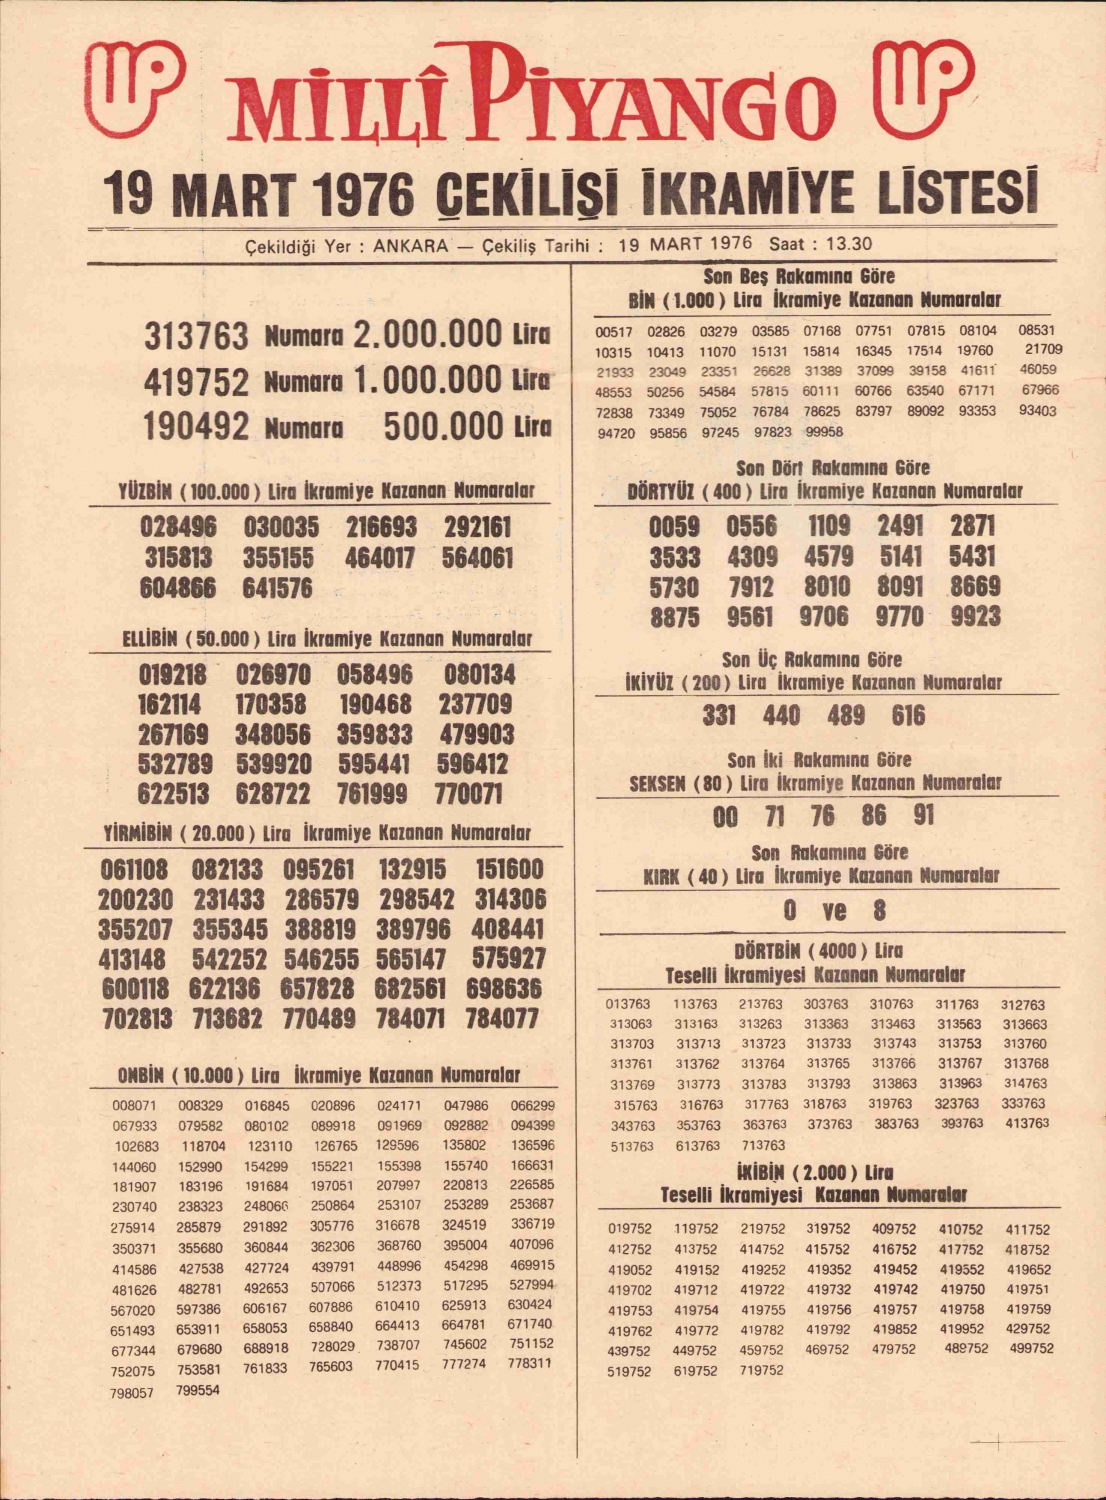 MİLLÎ PİYANGO
19 MART 1976 ÇEKİLİŞİ İKRAMİYE LİSTESİ
Çekildiği Yer : ANKARA — Çekiliş Tarihi : 19 MART 1976 Saat : 13.30
313763 Numara 2.000.000 Lira
419752 Numara 1.000.000 Lira
190492 Numara 500.000 Lira
YÜZBİN ( 100.000 ) Lira İkramiye Kazanan Numaralar
028496 030035 216693 292161
315813 355155 464017 564061
604866 641576
ELLİBİN ( 50.000 ) Lira İkramiye Kazanan Numaralar
019218 026970 058496 080134
162114 170358 190468 237709
267169 348056 359833 479903
532789 539920 595441 596412
622513 628722 761999 770071
YİRMİBİN ( 20.000 ) Lira İkramiye Kazanan Numaralar
061108 082133 095261 132915 151600
200230 231433 286579 298542 314306
355207 355345 388819 389796 408441
413148 542252 546255 565147 575927
600118 622136 657828 682561 698636
702813 713682 770489 784071 784077
ONBİN ( 10.000 ) Lira İkramiye Kazanan Numaralar
008071 008329 016845 020896 024171 047986 066299
067933 079582 080102 089918 091969 092882 094399
102683 118704 123110 126765 129596 135802 136596
144060 152990 154299 155221 155398 155740 166631
181907 183196 191684 197051 207997 220813 226585
230740 238323 248066 250864 253107 253289 253687
275914 285879 291892 305776 316678 324519 336719
350371 355680 360844 362306 368760 395004 407096
414586 427538 427724 439791 448996 454298 469915
481626 482781 492653 507066 512373 517295 527994
567020 597386 606167 607886 610410 625913 630424
651493 653911 658053 658840 664413 664781 671740
677344 679680 688918 728029 738707 745602 751152
752075 753581 761833 765603 770415 777274 778311
798057 799554
Son Beş Rakamına Göre
BİN ( 1.000 ) Lira İkramiye Kazanan Numaralar
00517 02826 03279 03585 07168 07751 07815 08104 08531
10315 10413 11070 15131 15814 16345 17514 19760 21709
21933 23049 23351 26628 31389 37099 39158 41611 46059
48553 50256 54584 57815 60111 60766 63540 67171 67966
72838 73349 75052 76784 78625 83797 89092 93353 93403
94720 95856 97245 97823 99958
Son Dört Rakamına Göre
DÖRTYÜZ ( 400 ) Lira İkramiye Kazanan Numaralar
0059 0556 1109 2491 2871
3533 4309 4579 5141 5431
5730 7912 8010 8091 8669
8875 9561 9706 9770 9923
Son Üç Rakamına Göre
İKİYÜZ ( 200 ) Lira İkramiye Kazanan Numaralar
331 440 489 616
Son İki Rakamına Göre
SEKSEN ( 80 ) Lira İkramiye Kazanan Numaralar
00 71 76 86 91
Son Rakamına Göre
KIRK ( 40 ) Lira İkramiye Kazanan Numaralar
0 ve 8
DÖRTBİN ( 4000 ) Lira
Teselli İkramiyesi Kazanan Numaralar
013763 113763 213763 303763 310763 311763 312763
313063 313163 313263 313363 313463 313563 313663
313703 313713 313723 313733 313743 313753 313760
313761 313762 313764 313765 313766 313767 313768
313769 313773 313783 313793 313863 313963 314763
315763 316763 317763 318763 319763 323763 333763
343763 353763 363763 373763 383763 393763 413763
513763 613763 713763
İKİBİN ( 2.000 ) Lira
Teselli İkramiyesi Kazanan Numaralar
019752 119752 219752 319752 409752 410752 411752
412752 413752 414752 415752 416752 417752 418752
419052 419152 419252 419352 419452 419552 419652
419702 419712 419722 419732 419742 419750 419751
419753 419754 419755 419756 419757 419758 419759
419762 419772 419782 419792 419852 419952 429752
439752 449752 459752 469752 479752 489752 499752
519752 619752 719752